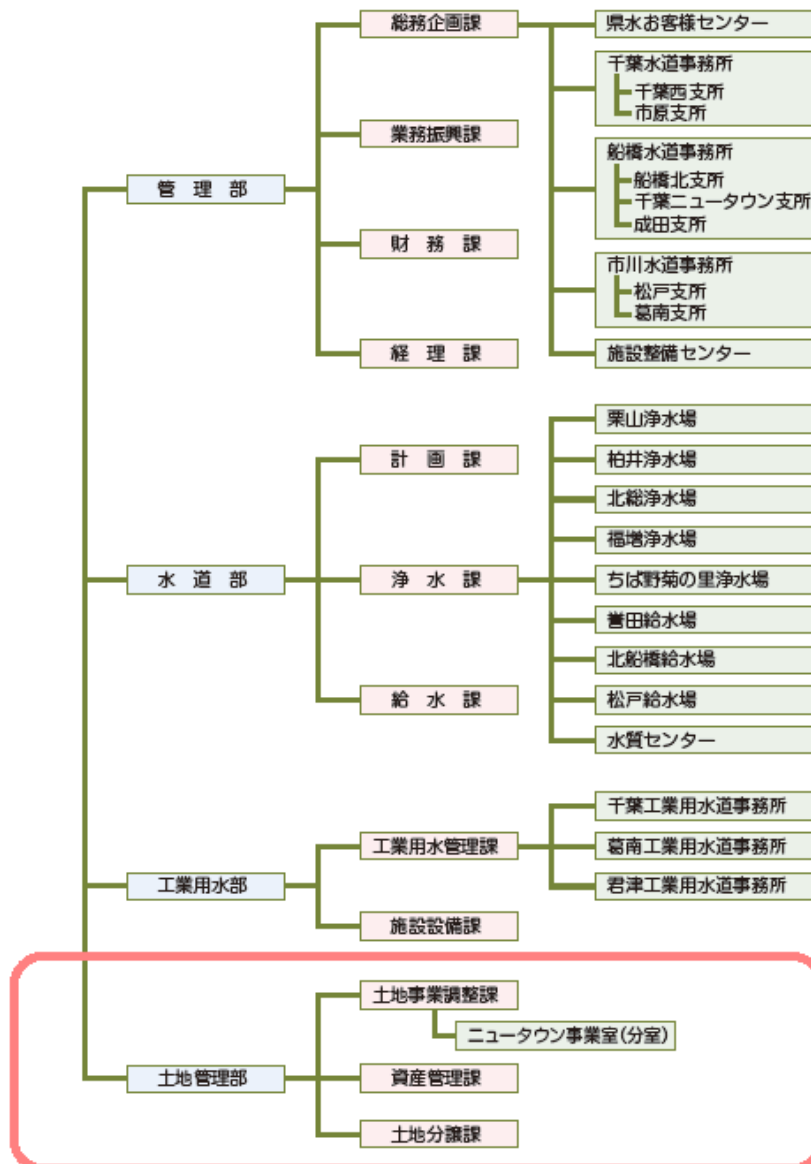 管理部
総務企画課
県水お客様センター
千葉水道事務所
千葉西支所
市原支所
船橋水道事務所
船橋北支所
千葉ニュータウン支所
成田支所
市川水道事務所
松戸支所
葛南支所
施設整備センター
業務振興課
財務課
経理課
水道部
計画課
浄水課
栗山浄水場
柏井浄水場
北総浄水場
福増浄水場
ちば野菊の里浄水場
誉田給水場
北船橋給水場
松戸給水場
水質センター
給水課
工業用水部
工業用水管理課
千葉工業用水道事務所
葛南工業用水道事務所
君津工業用水道事務所
施設設備課
土地管理部
土地事業調整課
ニュータウン事業室(分室)
資産管理課
土地分譲課